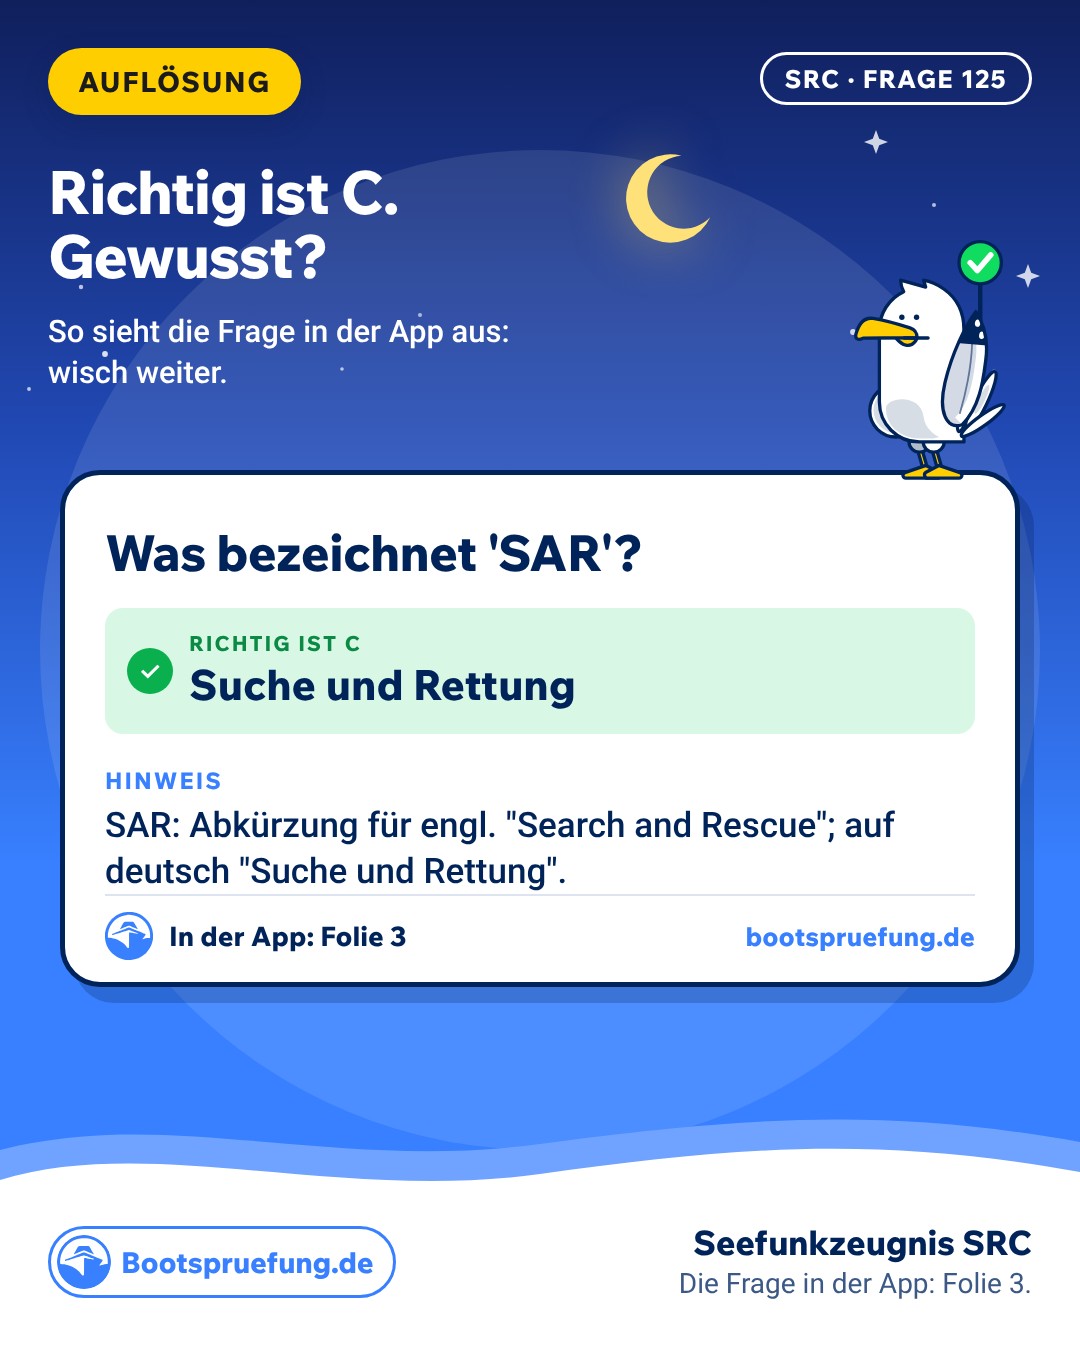 AUFLÖSUNG
SRC · FRAGE 125
Richtig ist C.
Gewusst?
So sieht die Frage in der App aus:
wisch weiter.
Was bezeichnet 'SAR'?
RICHTIG IST C
Suche und Rettung
HINWEIS
SAR: Abkürzung für engl. "Search and Rescue"; auf
deutsch "Suche und Rettung".
In der App: Folie 3
bootspruefung.de
Bootspruefung.de
Seefunkzeugnis SRC
Die Frage in der App: Folie 3.